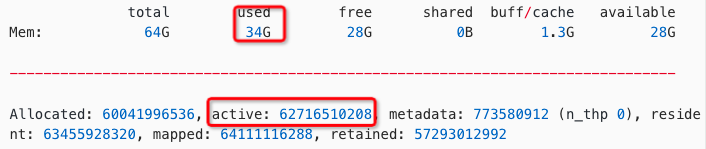 total used free shared buff/cache available
Mem: 64G 34G 28G 0B 1.3G 28G
Allocated: 60041996536, active: 62716510208, metadata: 773580912 (n_thp 0), reside
nt: 63455928320, mapped: 64111116288, retained: 57293012992